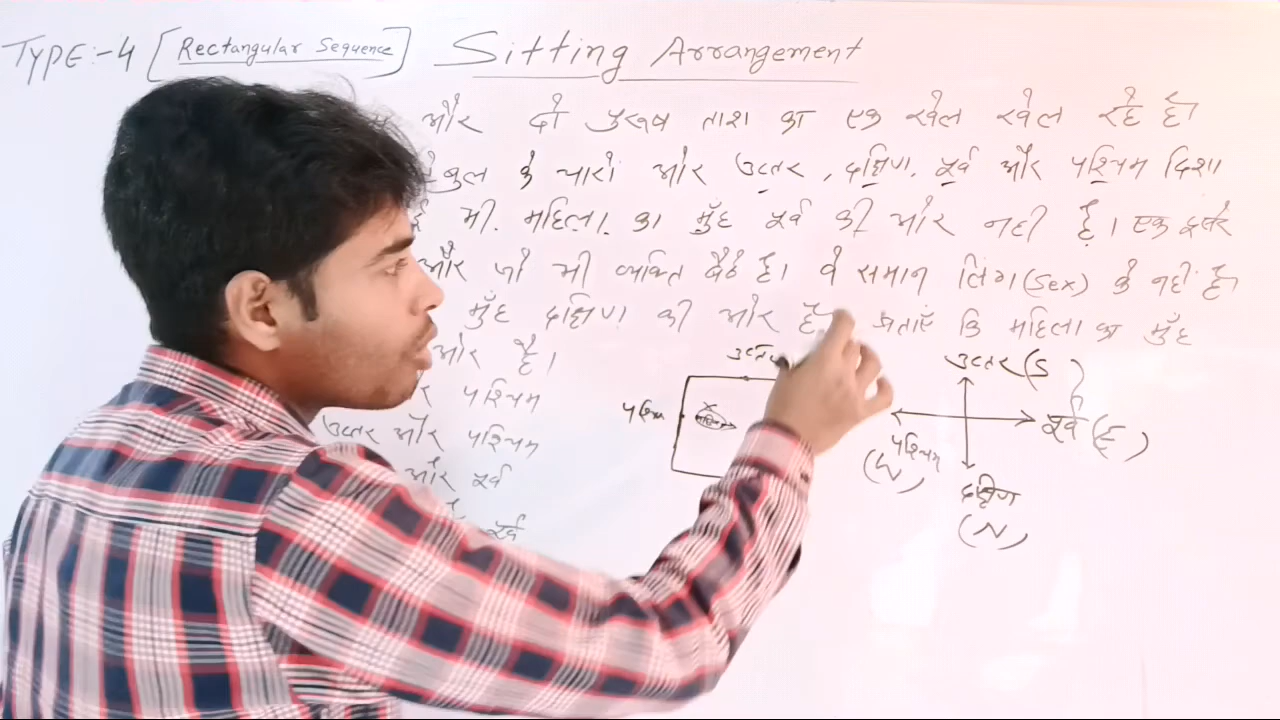 TYPE:-4 [Rectangular Sequence] Sitting Arrangement
और दो पुरुष ताश का एक खेल खेल रहे हैं।
के चारों ओर उत्तर, दक्षिण, पूर्व और पश्चिम दिशा
भी महिला का मुँह पूर्व की ओर नहीं है। एक दूसरे
और जो भी व्यक्ति बैठे हैं। वे समान लिंग (Sex) के नहीं हैं।
मुँह दक्षिण की ओर है बताएँ कि महिला का मुँह
ओर है।
उत्तर
उत्तर (S)
पश्चिम
पश्चिम
पूर्व (E)
उत्तर और पश्चिम
पश्चिम (W)
और पूर्व
दक्षिण (N)
पूर्व